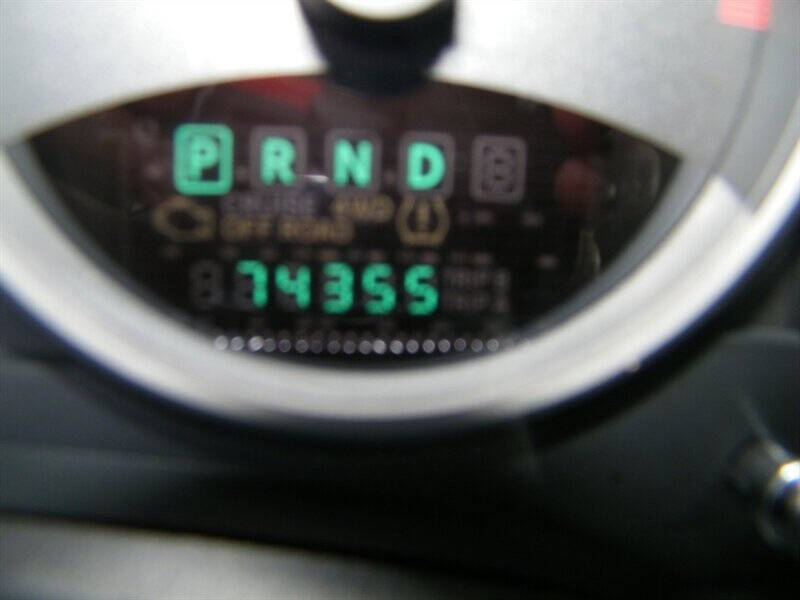 P R N D
CRUISE 4WD
OFF ROAD
74355 TRIP
TRIP